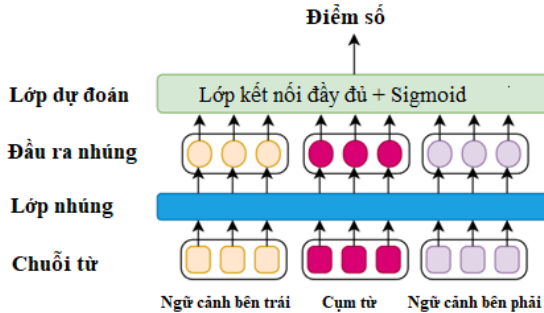 Điểm số
Lớp dự đoán
Lớp kết nối đầy đủ + Sigmoid
Đầu ra nhúng
Lớp nhúng
Chuỗi từ
Ngữ cảnh bên trái
Cụm từ
Ngữ cảnh bên phải